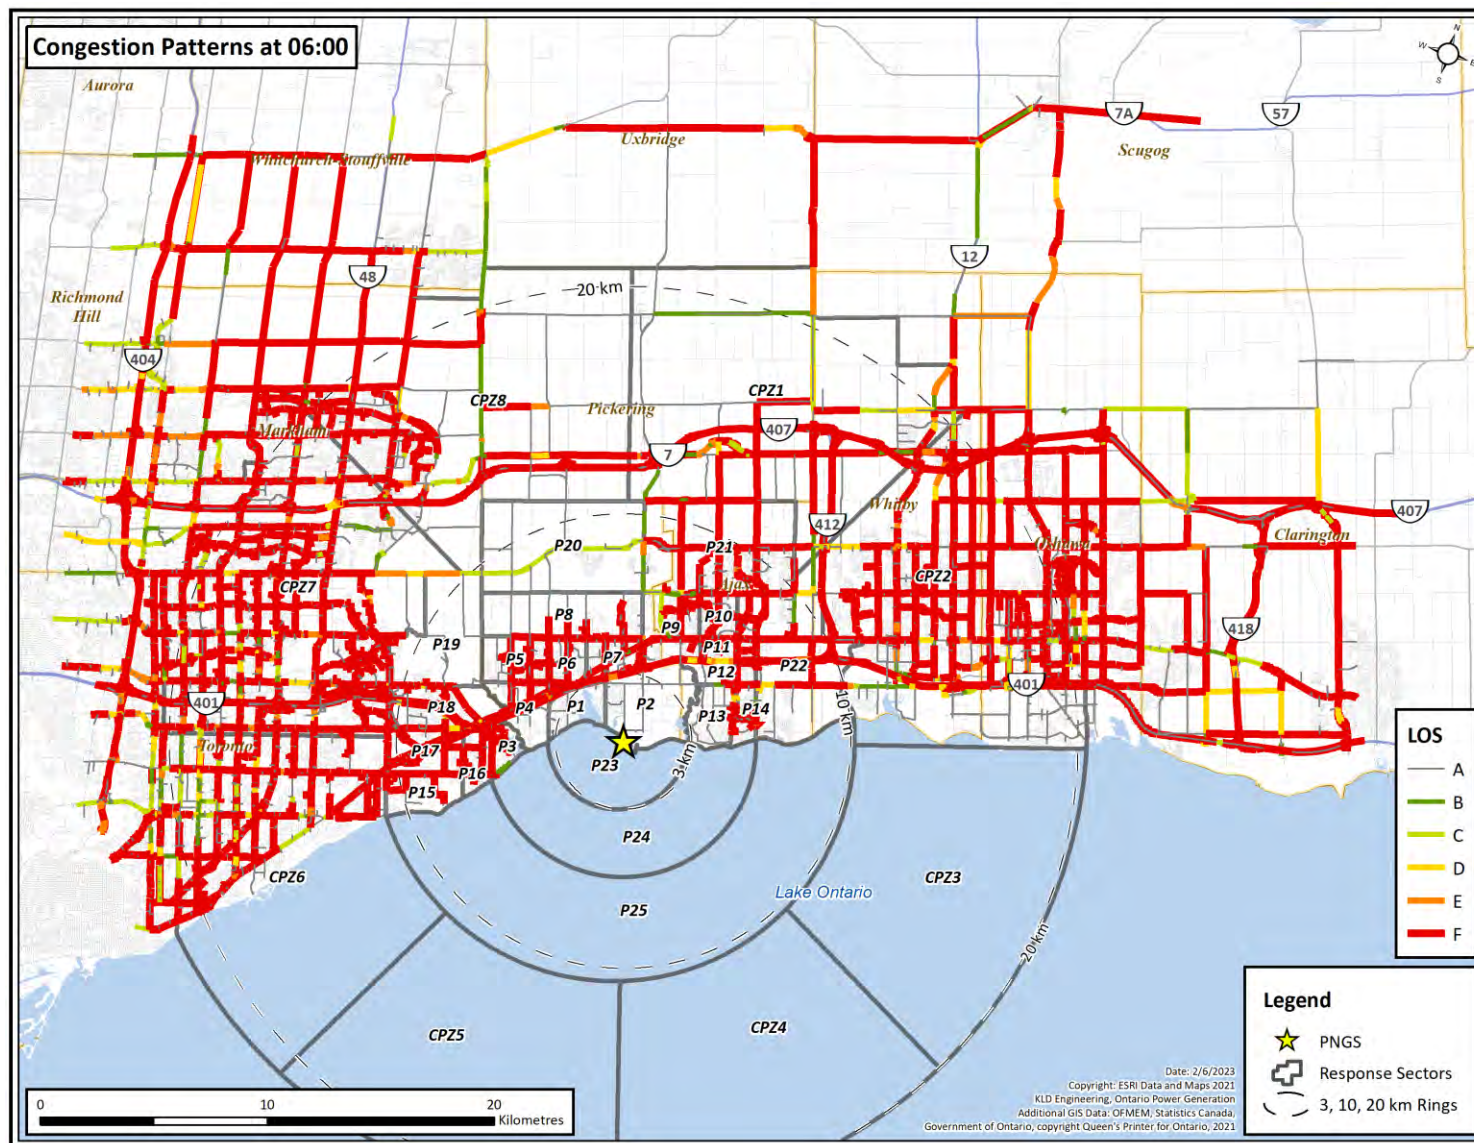 Congestion Patterns at 06:00
N
W
E
S
Aurora
7A
57
Uxbridge
Scugog
Whitchurch-Stouffville
12
48
20 km
Richmond
Hill
404
CPZ1
CPZ8
Pickering
Markham
407
7
Whitby
407
412
Oshawa
Clarington
P20
P21
CPZ7
Ajax
CPZ2
P8
P10
P9
418
P19
P11
P5
P6
P7
P22
P12
401
401
P18
P4
P1
P2
10 km
P13
P14
Toronto
P17
P3
P23
3 km
P16
P15
P24
CPZ6
Lake Ontario
CPZ3
P25
20 km
CPZ5
CPZ4
LOS
A
B
C
D
E
F
Legend
PNGS
Response Sectors
3, 10, 20 km Rings
0
10
20
Kilometres
Date: 2/6/2023
Copyright: ESRI Data and Maps 2021
KLD Engineering, Ontario Power Generation
Additional GIS Data: OFMEM, Statistics Canada,
Government of Ontario, copyright Queen's Printer for Ontario, 2021